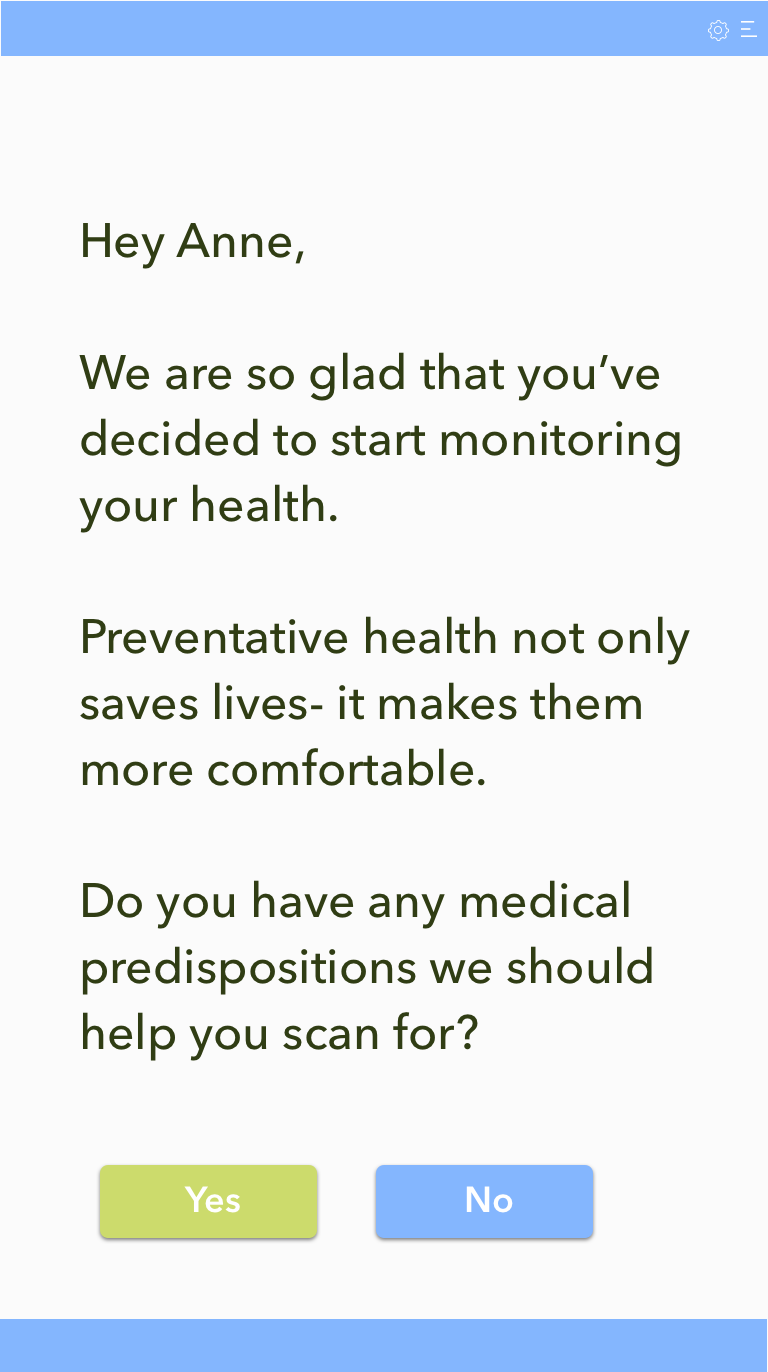 Hey Anne,
We are so glad that you’ve
decided to start monitoring
your health.
Preventative health not only
saves lives- it makes them
more comfortable.
Do you have any medical
predispositions we should
help you scan for?
Yes
No